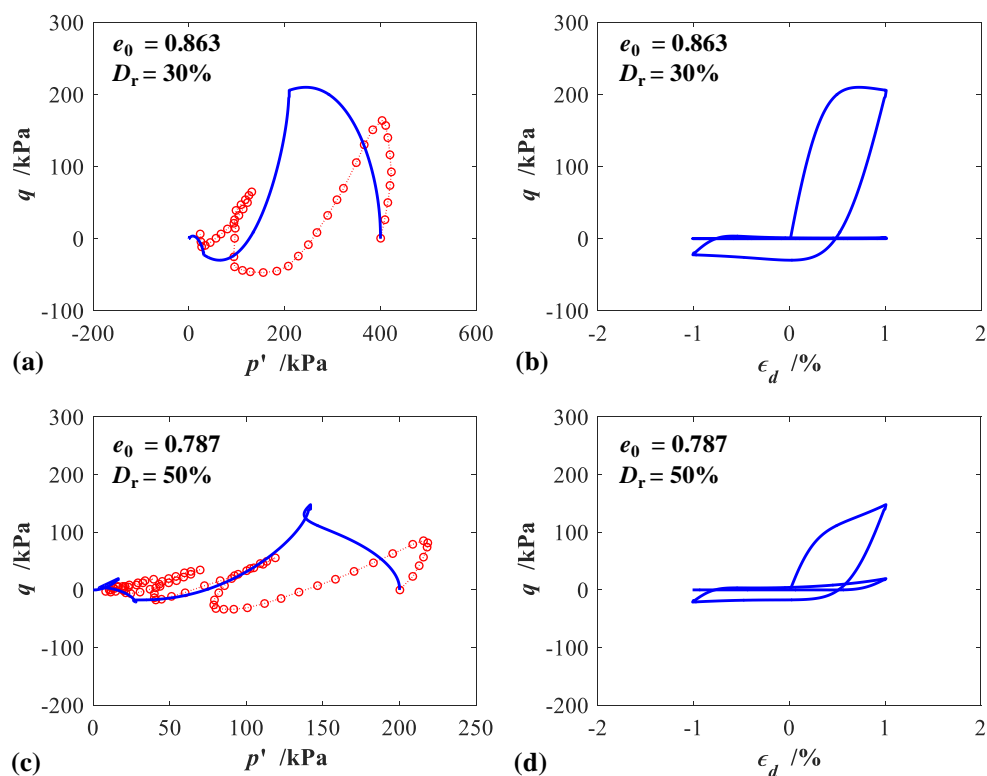 300
200
100
0
-100
q /kPa
e0 = 0.863
Dr = 30%
-200
0
200
400
600
p' /kPa
(a)
300
200
100
0
-100
q /kPa
e0 = 0.863
Dr = 30%
-2
-1
0
1
2
ϵd /%
(b)
300
200
100
0
-100
-200
q /kPa
e0 = 0.787
Dr = 50%
0
50
100
150
200
250
p' /kPa
(c)
300
200
100
0
-100
-200
q /kPa
e0 = 0.787
Dr = 50%
-2
-1
0
1
2
ϵd /%
(d)